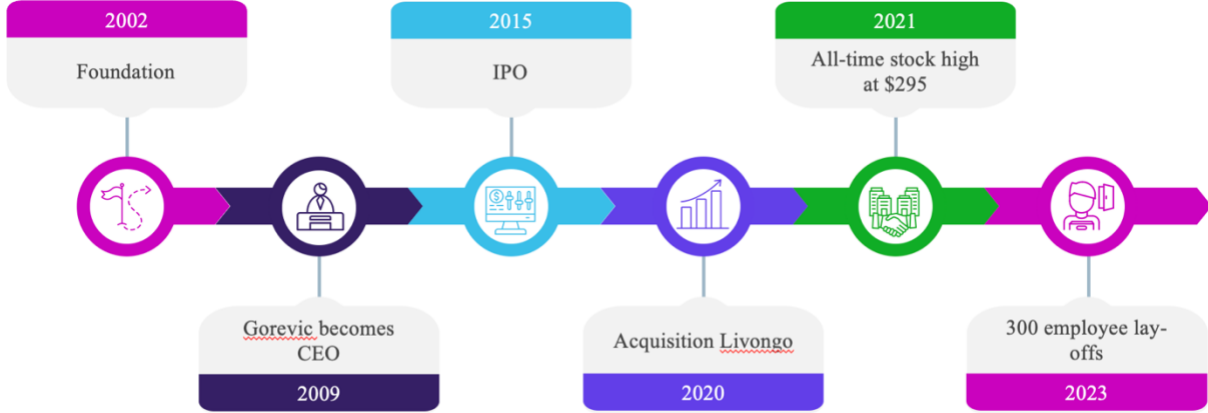 2002
Foundation
Gorevic becomes
CEO
2009
2015
IPO
Acquisition Livongo
2020
2021
All-time stock high
at $295
300 employee lay-
offs
2023